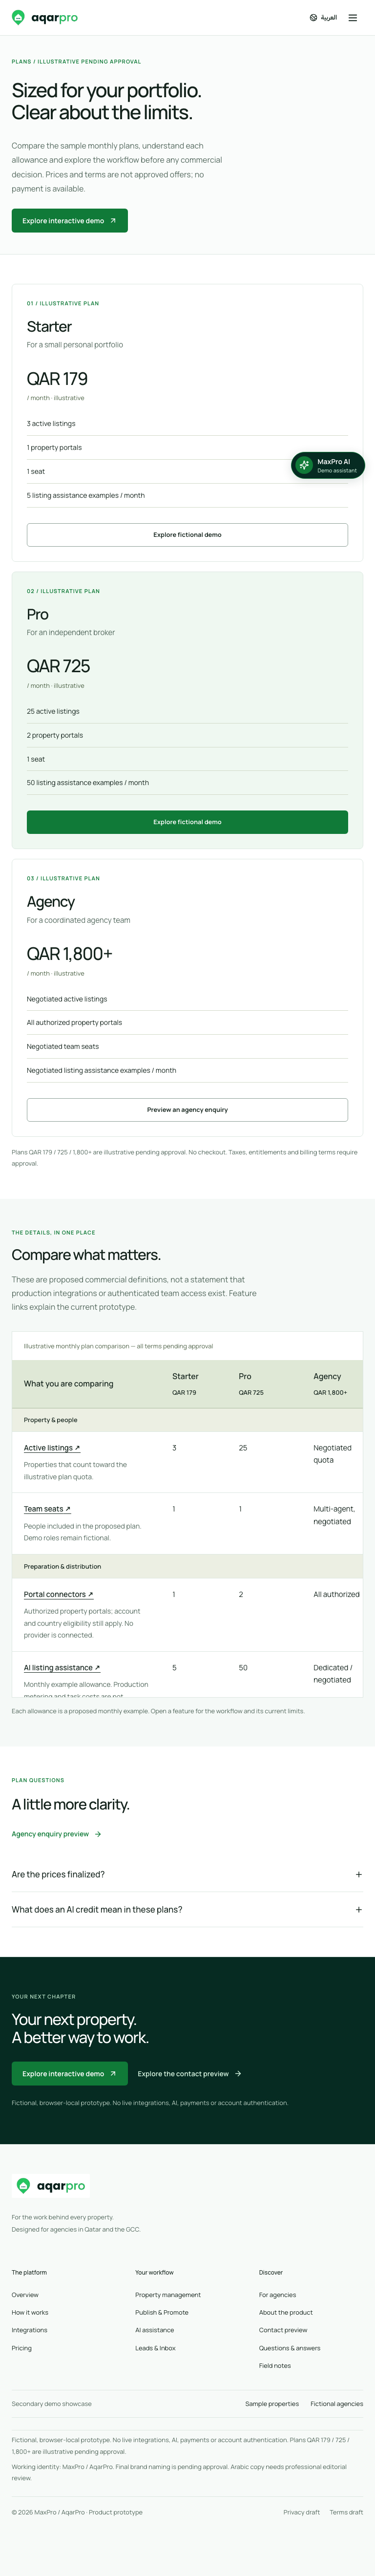 aqarpro
العربية
PLANS / ILLUSTRATIVE PENDING APPROVAL
Sized for your portfolio.
Clear about the limits.
Compare the sample monthly plans, understand each
allowance and explore the workflow before any commercial
decision. Prices and terms are not approved offers; no
payment is available.
Explore interactive demo ↗
01 / ILLUSTRATIVE PLAN
Starter
For a small personal portfolio
QAR 179
/ month · illustrative
3 active listings
1 property portals
1 seat
5 listing assistance examples / month
Explore fictional demo
MaxPro AI
Demo assistant
02 / ILLUSTRATIVE PLAN
Pro
For an independent broker
QAR 725
/ month · illustrative
25 active listings
2 property portals
1 seat
50 listing assistance examples / month
Explore fictional demo
03 / ILLUSTRATIVE PLAN
Agency
For a coordinated agency team
QAR 1,800+
/ month · illustrative
Negotiated active listings
All authorized property portals
Negotiated team seats
Negotiated listing assistance examples / month
Preview an agency enquiry
Plans QAR 179 / 725 / 1,800+ are illustrative pending approval. No checkout. Taxes, entitlements and billing terms require
approval.
THE DETAILS, IN ONE PLACE
Compare what matters.
These are proposed commercial definitions, not a statement that
production integrations or authenticated team access exist. Feature
links explain the current prototype.
Illustrative monthly plan comparison — all terms pending approval
What you are comparing
Starter
QAR 179
Pro
QAR 725
Agency
QAR 1,800+
Property & people
Active listings ↗
Properties that count toward the
illustrative plan quota.
3
25
Negotiated
quota
Team seats ↗
People included in the proposed plan.
Demo roles remain fictional.
1
1
Multi-agent,
negotiated
Preparation & distribution
Portal connectors ↗
Authorized property portals; account
and country eligibility still apply. No
provider is connected.
1
2
All authorized
AI listing assistance ↗
Monthly example allowance. Production
metering and task costs are not
5
50
Dedicated /
negotiated
Each allowance is a proposed monthly example. Open a feature for the workflow and its current limits.
PLAN QUESTIONS
A little more clarity.
Agency enquiry preview →
Are the prices finalized? +
What does an AI credit mean in these plans? +
YOUR NEXT CHAPTER
Your next property.
A better way to work.
Explore interactive demo ↗
Explore the contact preview →
Fictional, browser-local prototype. No live integrations, AI, payments or account authentication.
aqarpro
For the work behind every property.
Designed for agencies in Qatar and the GCC.
The platform
Overview
How it works
Integrations
Pricing
Your workflow
Property management
Publish & Promote
AI assistance
Leads & Inbox
Discover
For agencies
About the product
Contact preview
Questions & answers
Field notes
Secondary demo showcase
Sample properties
Fictional agencies
Fictional, browser-local prototype. No live integrations, AI, payments or account authentication. Plans QAR 179 / 725 /
1,800+ are illustrative pending approval.
Working identity: MaxPro / AqarPro. Final brand naming is pending approval. Arabic copy needs professional editorial
review.
© 2026 MaxPro / AqarPro · Product prototype
Privacy draft
Terms draft